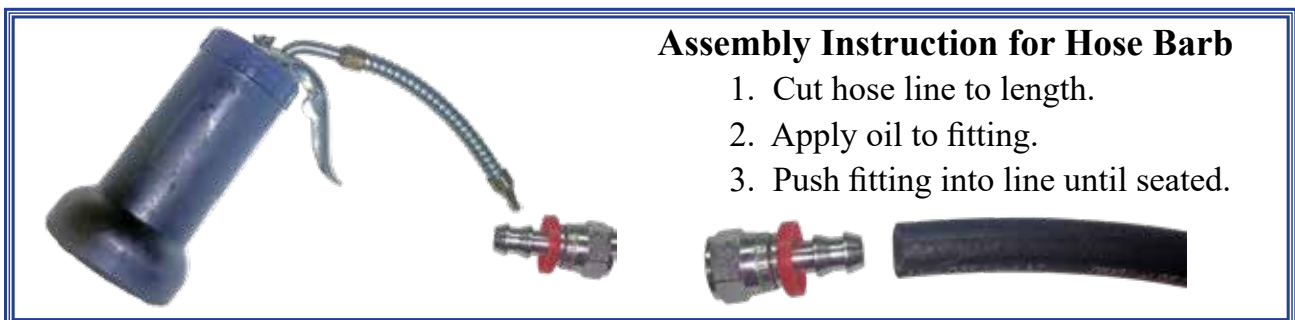 Assembly Instruction for Hose Barb
1. Cut hose line to length.
2. Apply oil to fitting.
3. Push fitting into line until seated.